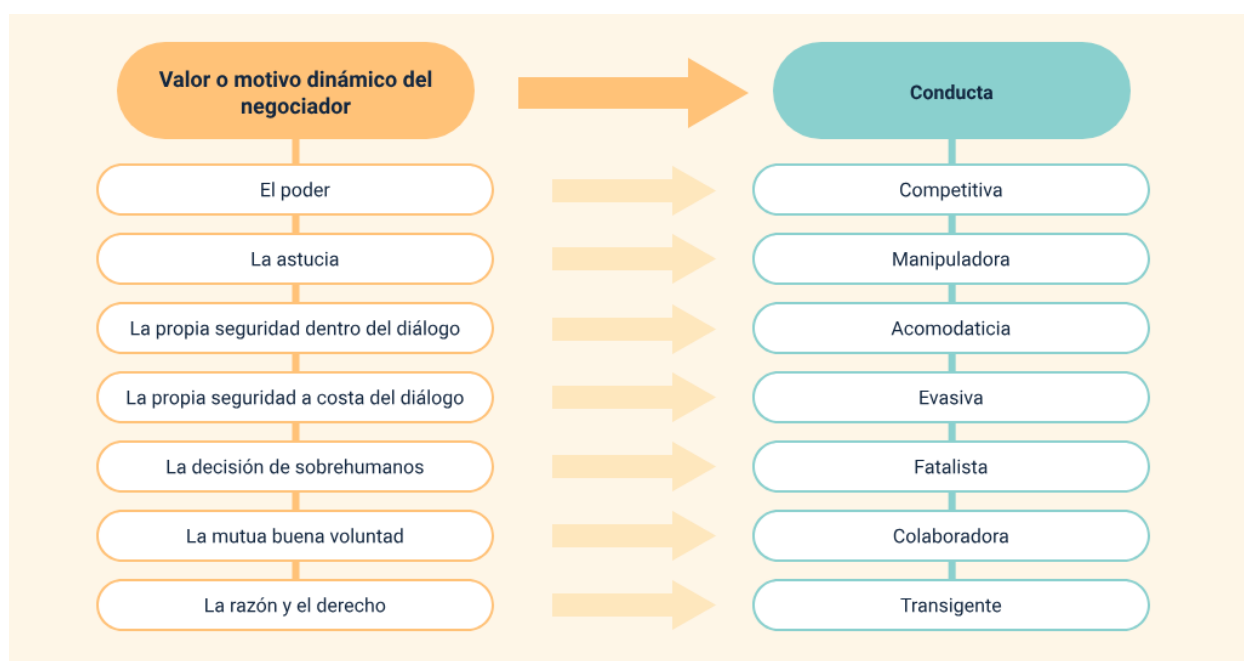 Valor o motivo dinámico del
negociador
Conducta
El poder
Competitiva
La astucia
Manipuladora
La propia seguridad dentro del diálogo
Acomodaticia
La propia seguridad a costa del diálogo
Evasiva
La decisión de sobrehumanos
Fatalista
La mutua buena voluntad
Colaboradora
La razón y el derecho
Transigente